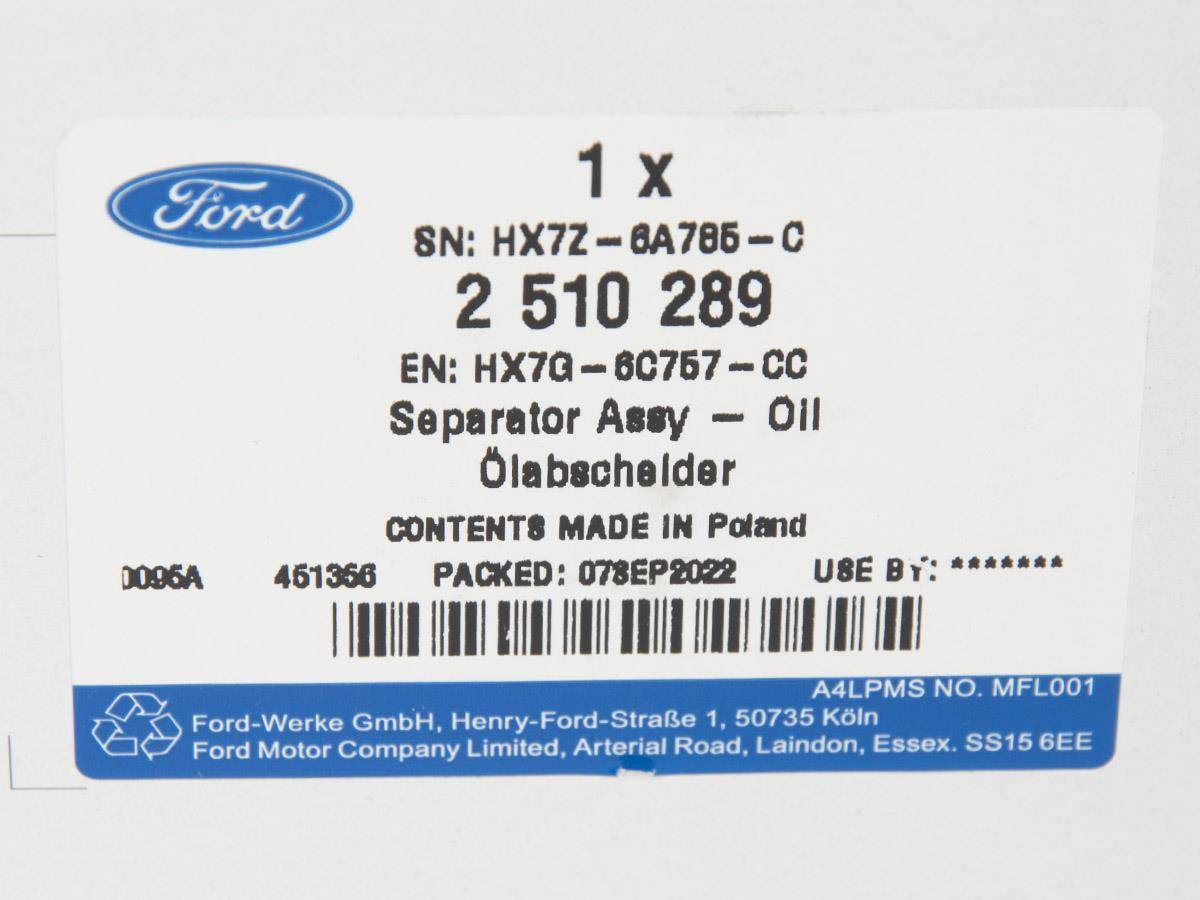 Ford
1 x
SN: HX7Z-6A785-C
2 510 289
EN: HX7G-6C757-CC
Separator Assy - Oil
Ölabscheider
CONTENTS MADE IN Poland
0095A 451356 PACKED: 07SEP2022 USE BY: *******
A4LPMS NO. MFL001
Ford-Werke GmbH, Henry-Ford-Straße 1, 50735 Köln
Ford Motor Company Limited, Arterial Road, Laindon, Essex. SS15 6EE